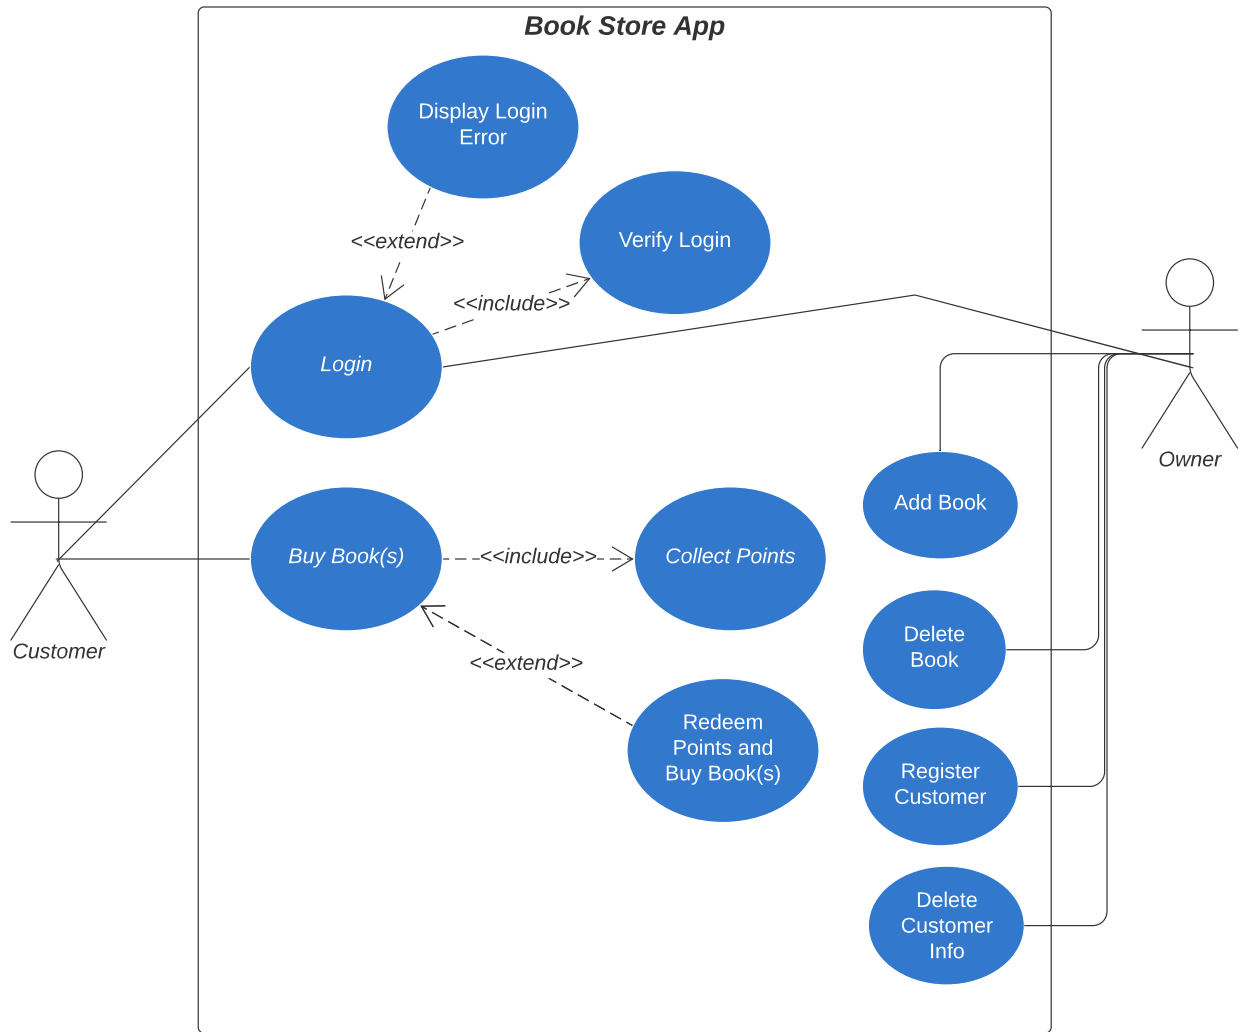 Book Store App
Display Login
Error
<<extend>>
Verify Login
<<include>>
Login
Owner
Customer
Buy Book(s)
<<include>>
Collect Points
<<extend>>
Redeem
Points and
Buy Book(s)
Add Book
Delete
Book
Register
Customer
Delete
Customer
Info